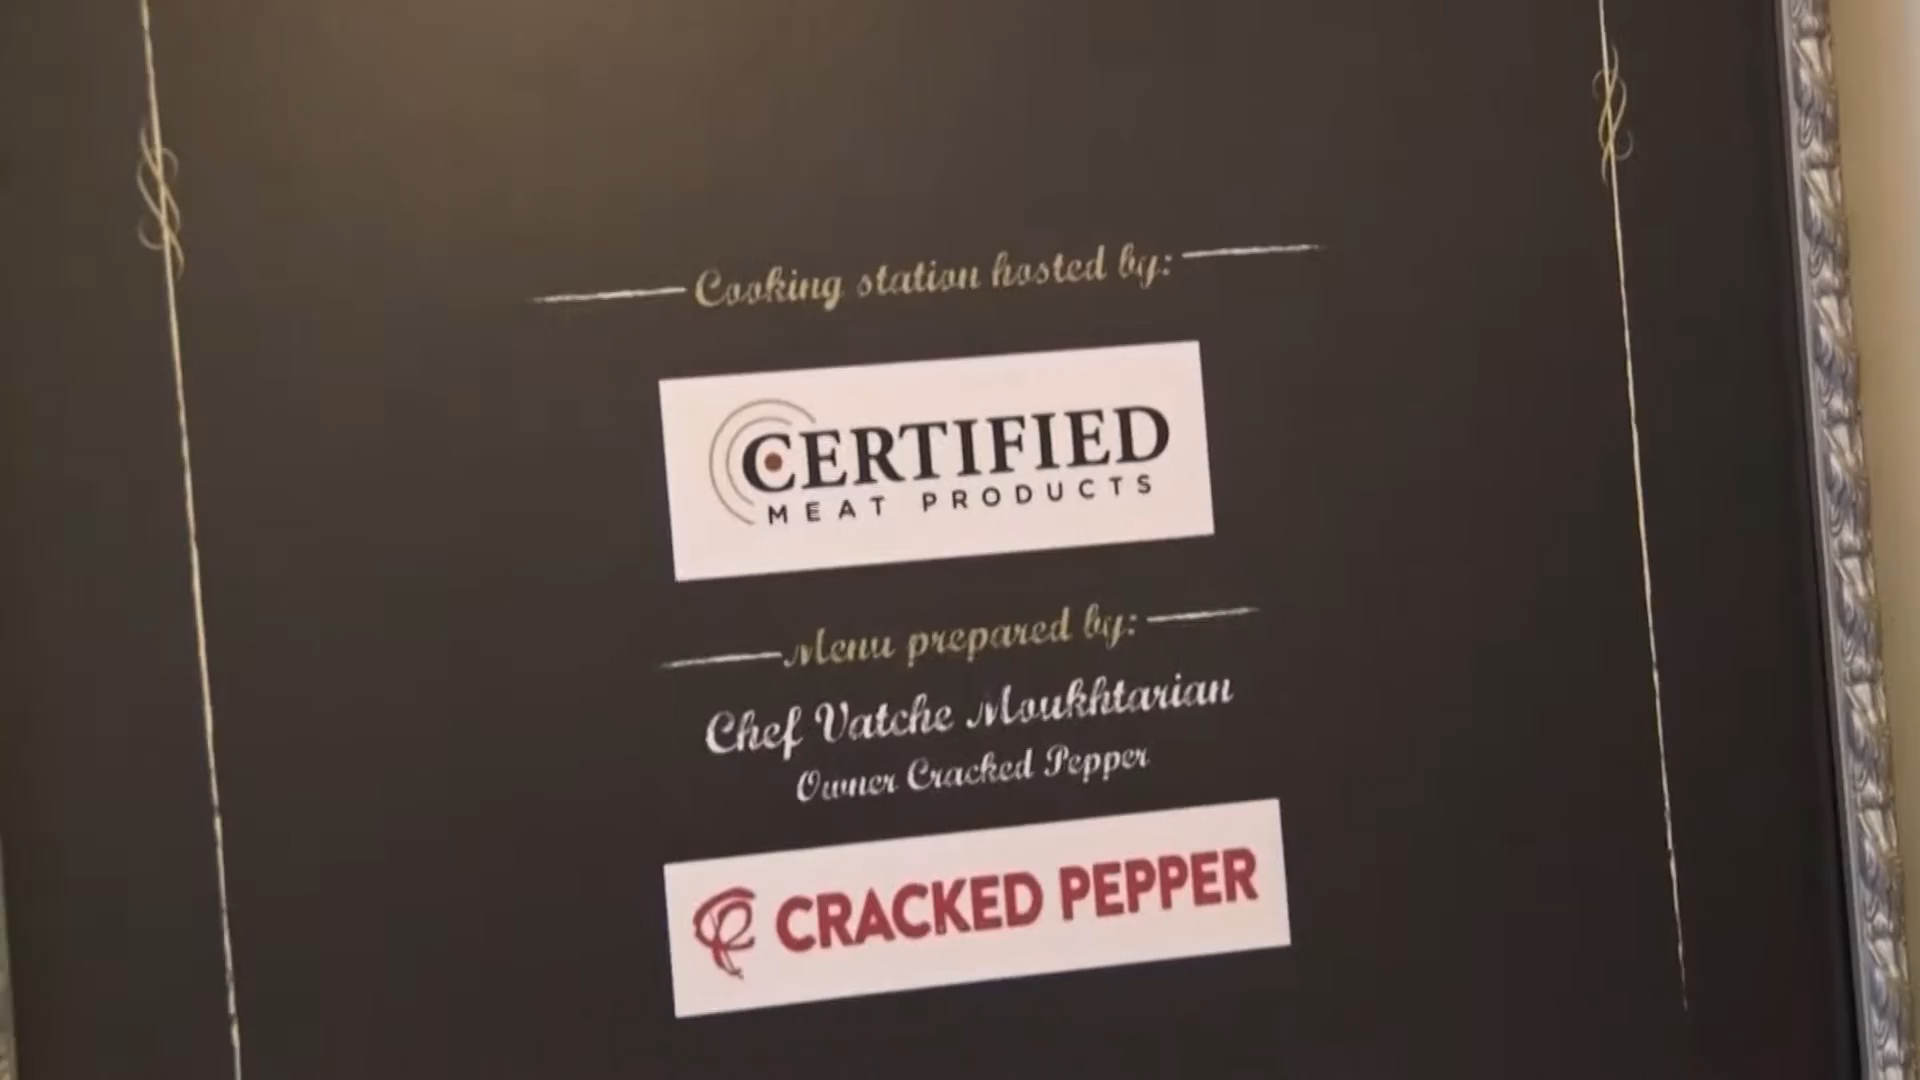 Cooking station hosted by:
CERTIFIED
MEAT PRODUCTS
Menu prepared by:
Chef Vatche Moukhtarian
Owner Cracked Pepper
CRACKED PEPPER